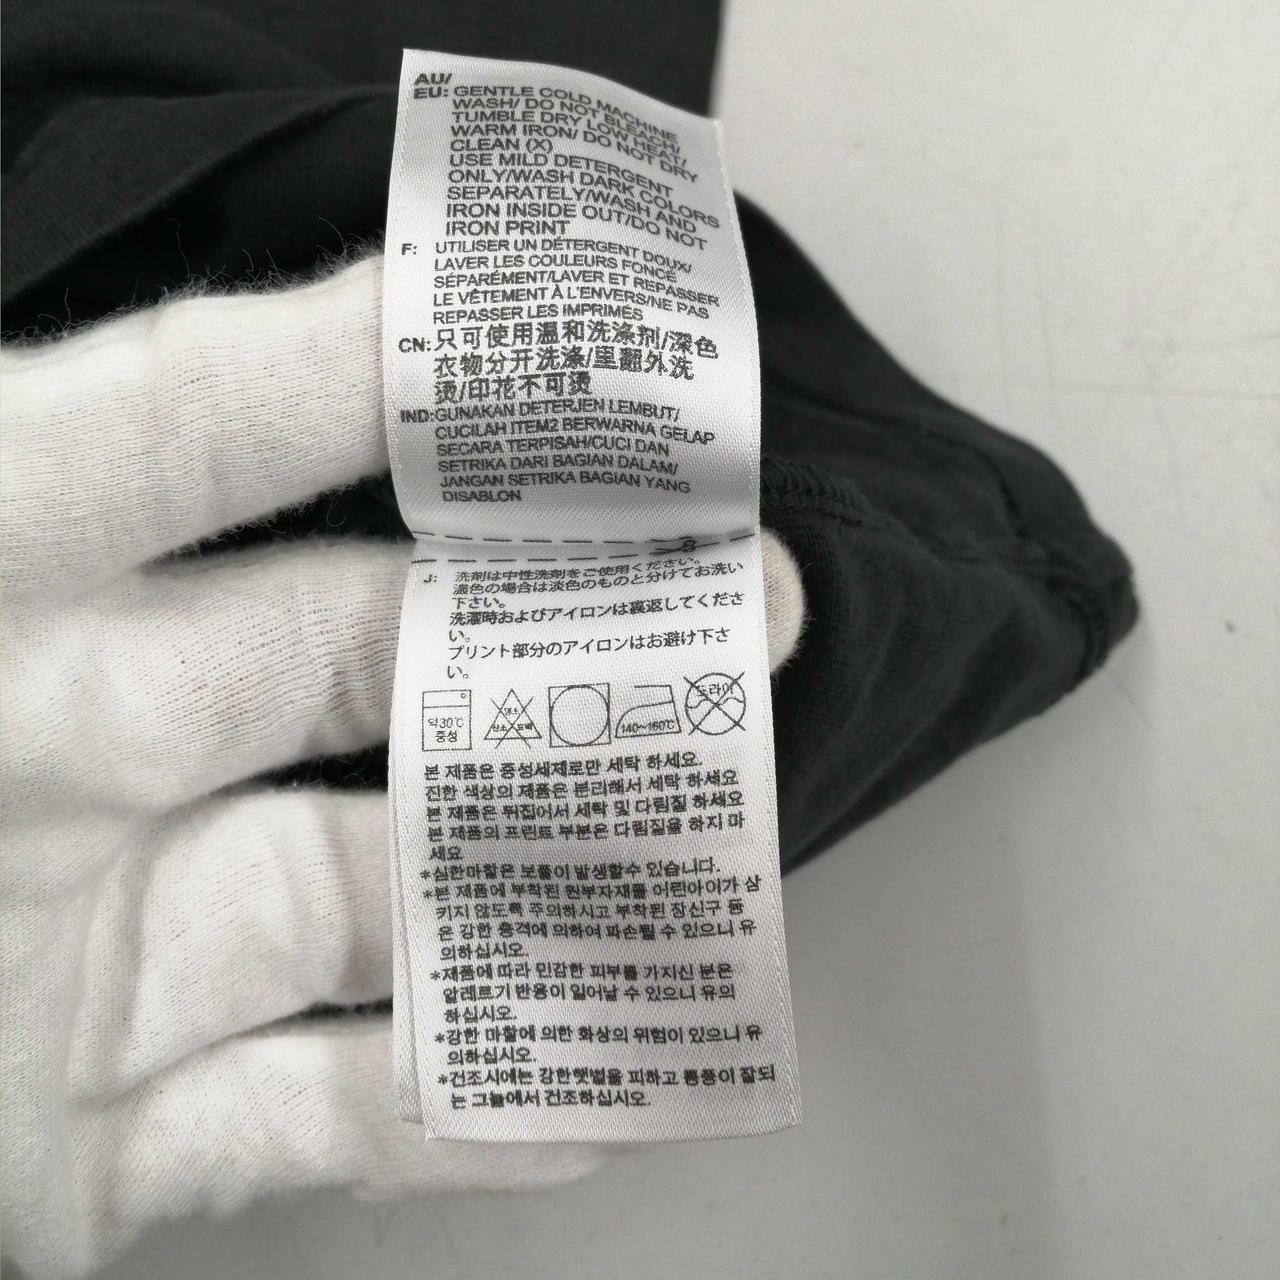 AU/
EU: GENTLE COLD MACHINE
WASH/ DO NOT BLEACH/
TUMBLE DRY LOW HEAT/
WARM IRON/ DO NOT DRY
CLEAN (X)
USE MILD DETERGENT
ONLY/WASH DARK COLORS
SEPARATELY/WASH AND
IRON INSIDE OUT/DO NOT
IRON PRINT
F: UTILISER UN DÉTERGENT DOUX/
LAVER LES COULEURS FONCÉ
SÉPARÉMENT/LAVER ET REPASSER
LE VÊTEMENT À L'ENVERS/NE PAS
REPASSER LES IMPRIMÉS
CN: 只可使用温和洗涤剂/深色
衣物分开洗涤/里翻外洗
烫/印花不可烫
IND: GUNAKAN DETERJEN LEMBUT/
CUCILAH ITEM2 BERWARNA GELAP
SECARA TERPISAH/CUCI DAN
SETRIKA DARI BAGIAN DALAM/
JANGAN SETRIKA BAGIAN YANG
DISABLON
J: 洗剤は中性洗剤をご使用ください。
濃色の場合は淡色のものと分けてお洗い
下さい。
洗濯時およびアイロンは裏返してくださ
い。
プリント部分のアイロンはお避け下さ
い。
약30℃
중성
염소
산소 표백
140~160℃
드라이
본 제품은 중성세제로만 세탁 하세요.
진한 색상의 제품은 분리해서 세탁 하세요
본 제품은 뒤집어서 세탁 및 다림질 하세요
본 제품의 프린트 부분은 다림질을 하지 마
세요
*심한마찰은 보풀이 발생할수 있습니다.
*본 제품에 부착된 원부자재를 어린아이가 삼
키지 않도록 주의하시고 부착된 장신구 등
은 강한 충격에 의하여 파손될 수 있으니 유
의하십시오.
*제품에 따라 민감한 피부를 가지신 분은
알레르기 반응이 일어날 수 있으니 유의
하십시오.
*강한 마찰에 의한 화상의 위험이 있으니 유
의하십시오.
*건조시에는 강한햇볕을 피하고 통풍이 잘되
는 그늘에서 건조하십시오.